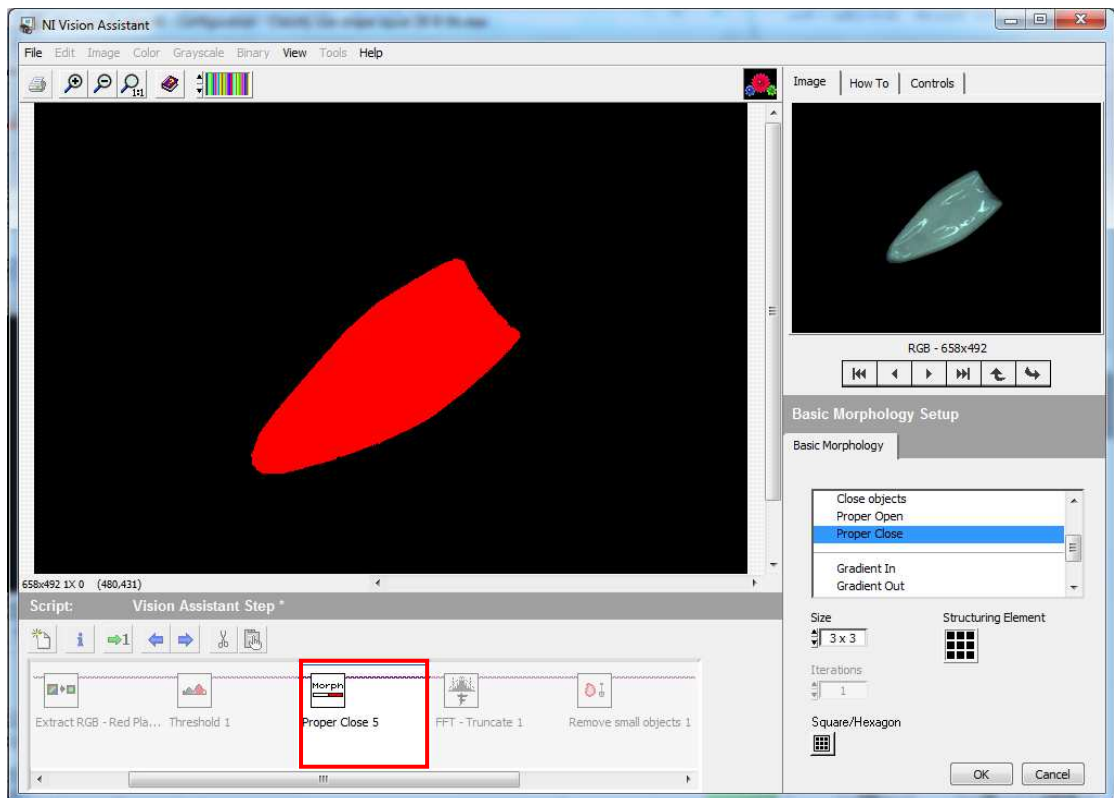 NI Vision Assistant
File Edit Image Color Grayscale Binary View Tools Help
1:1
Image How To Controls
RGB - 658x492
Basic Morphology Setup
Basic Morphology
Close objects
Proper Open
Proper Close
Gradient In
Gradient Out
658x492 1X 0 (480,431)
Script: Vision Assistant Step *
Size Structuring Element
3 x 3
Iterations
1
Square/Hexagon
i 1
Morph
Extract RGB - Red Pla... Threshold 1 Proper Close 5 FFT - Truncate 1 Remove small objects 1
OK Cancel